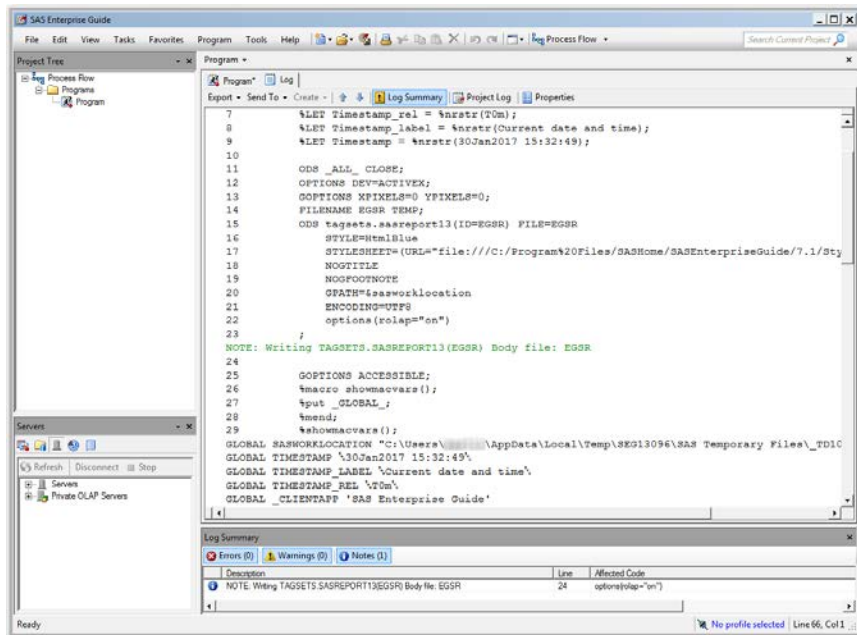 SAS Enterprise Guide
File Edit View Tasks Favorites Program Tools Help Process Flow Search Current Project
Project Tree
Process Flow
Programs
Program
Program
Program* Log
Export Send To Create Log Summary Project Log Properties
7 %LET Timestamp_rel = %nrstr(T0m);
8 %LET Timestamp_label = %nrstr(Current date and time);
9 %LET Timestamp = %nrstr(30Jan2017 15:32:49);
10
11 ODS _ALL_ CLOSE;
12 OPTIONS DEV=ACTIVEX;
13 GOPTIONS XPIXELS=0 YPIXELS=0;
14 FILENAME EGSR TEMP;
15 ODS tagsets.sasreport13(ID=EGSR) FILE=EGSR
16 STYLE=HtmlBlue
17 STYLESHEET=(URL="file:///C:/Program%20Files/SASHome/SASEnterpriseGuide/7.1/Sty
18 NOGTITLE
19 NOGFOOTNOTE
20 GPATH=&sasworklocation
21 ENCODING=UTF8
22 options(rolap="on")
23 ;
NOTE: Writing TAGSETS.SASREPORT13(EGSR) Body file: EGSR
24
25 GOPTIONS ACCESSIBLE;
26 %macro showmacvars();
27 %put _GLOBAL_;
28 %mend;
29 %showmacvars();
GLOBAL SASWORKLOCATION "C:\Users\ \AppData\Local\Temp\SEG13096\SAS Temporary Files\_TD10
GLOBAL TIMESTAMP \30Jan2017 15:32:49\
GLOBAL TIMESTAMP_LABEL \Current date and time\
GLOBAL TIMESTAMP_REL \T0m\
GLOBAL _CLIENTAPP 'SAS Enterprise Guide'
Servers
Refresh Disconnect Stop
Servers
Private OLAP Servers
Log Summary
Errors (0) Warnings (0) Notes (1)
Description Line Affected Code
NOTE: Writing TAGSETS.SASREPORT13(EGSR) Body file: EGSR 24 options(rolap="on")
Ready No profile selected Line 66, Col 1